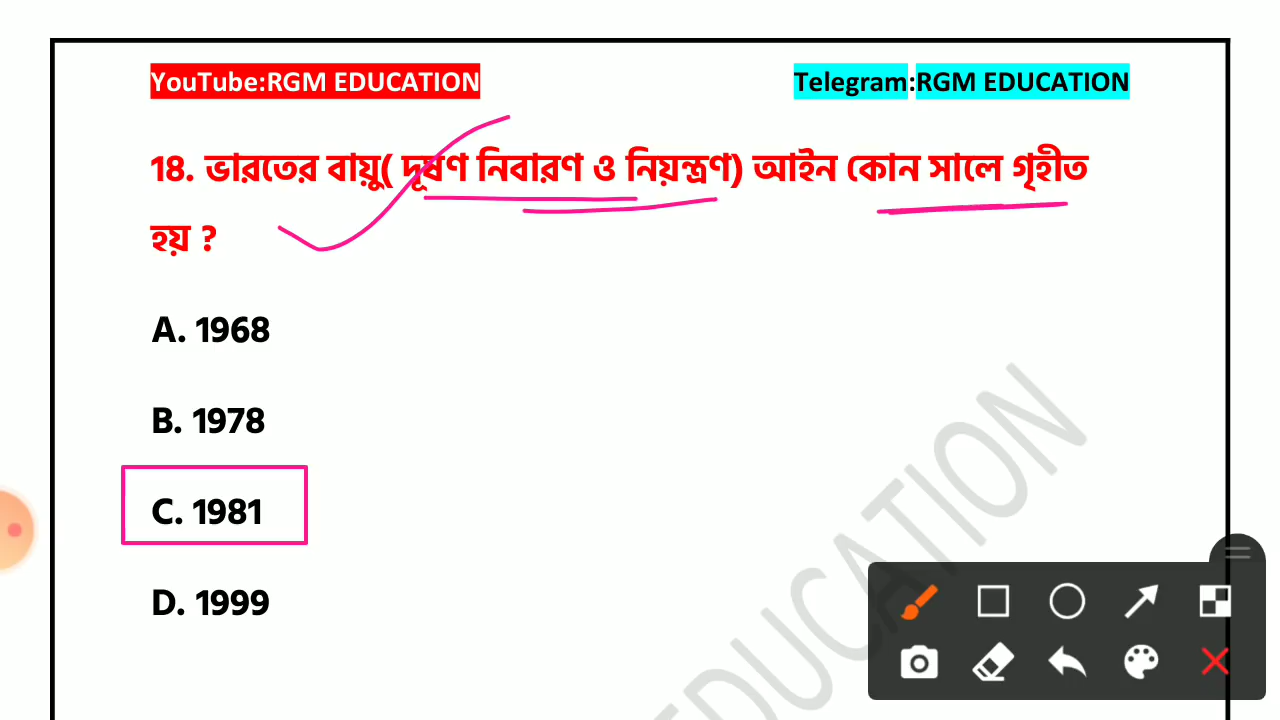 YouTube:RGM EDUCATION
Telegram:RGM EDUCATION
18. ভারতের বায়ু( দূষণ নিবারণ ও নিয়ন্ত্রণ) আইন কোন সালে গৃহীত
হয় ?
A. 1968
B. 1978
C. 1981
D. 1999
EDUCATION